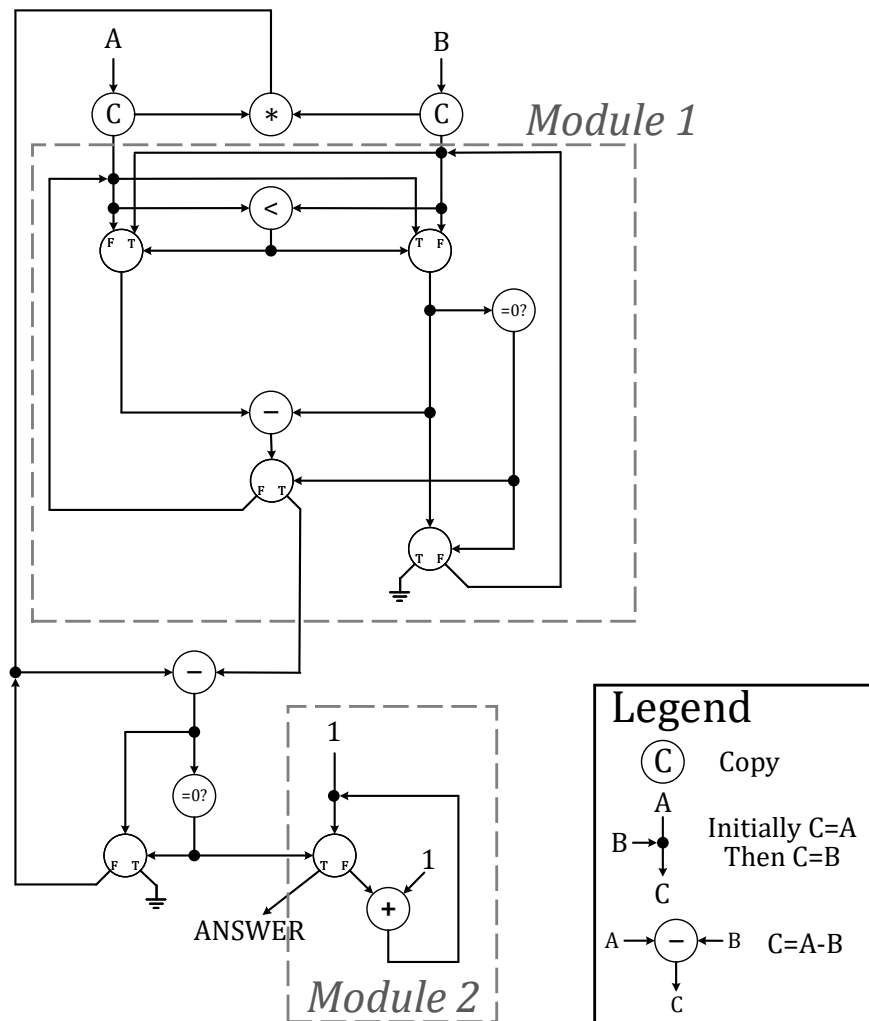 A
B
C
*
C
Module 1
<
F T
T F
=0?
−
F T
T F
−
1
=0?
F T
T F
1
+
ANSWER
Module 2
Legend
C Copy
A
B
Initially C=A
Then C=B
C
A − B C=A-B
C